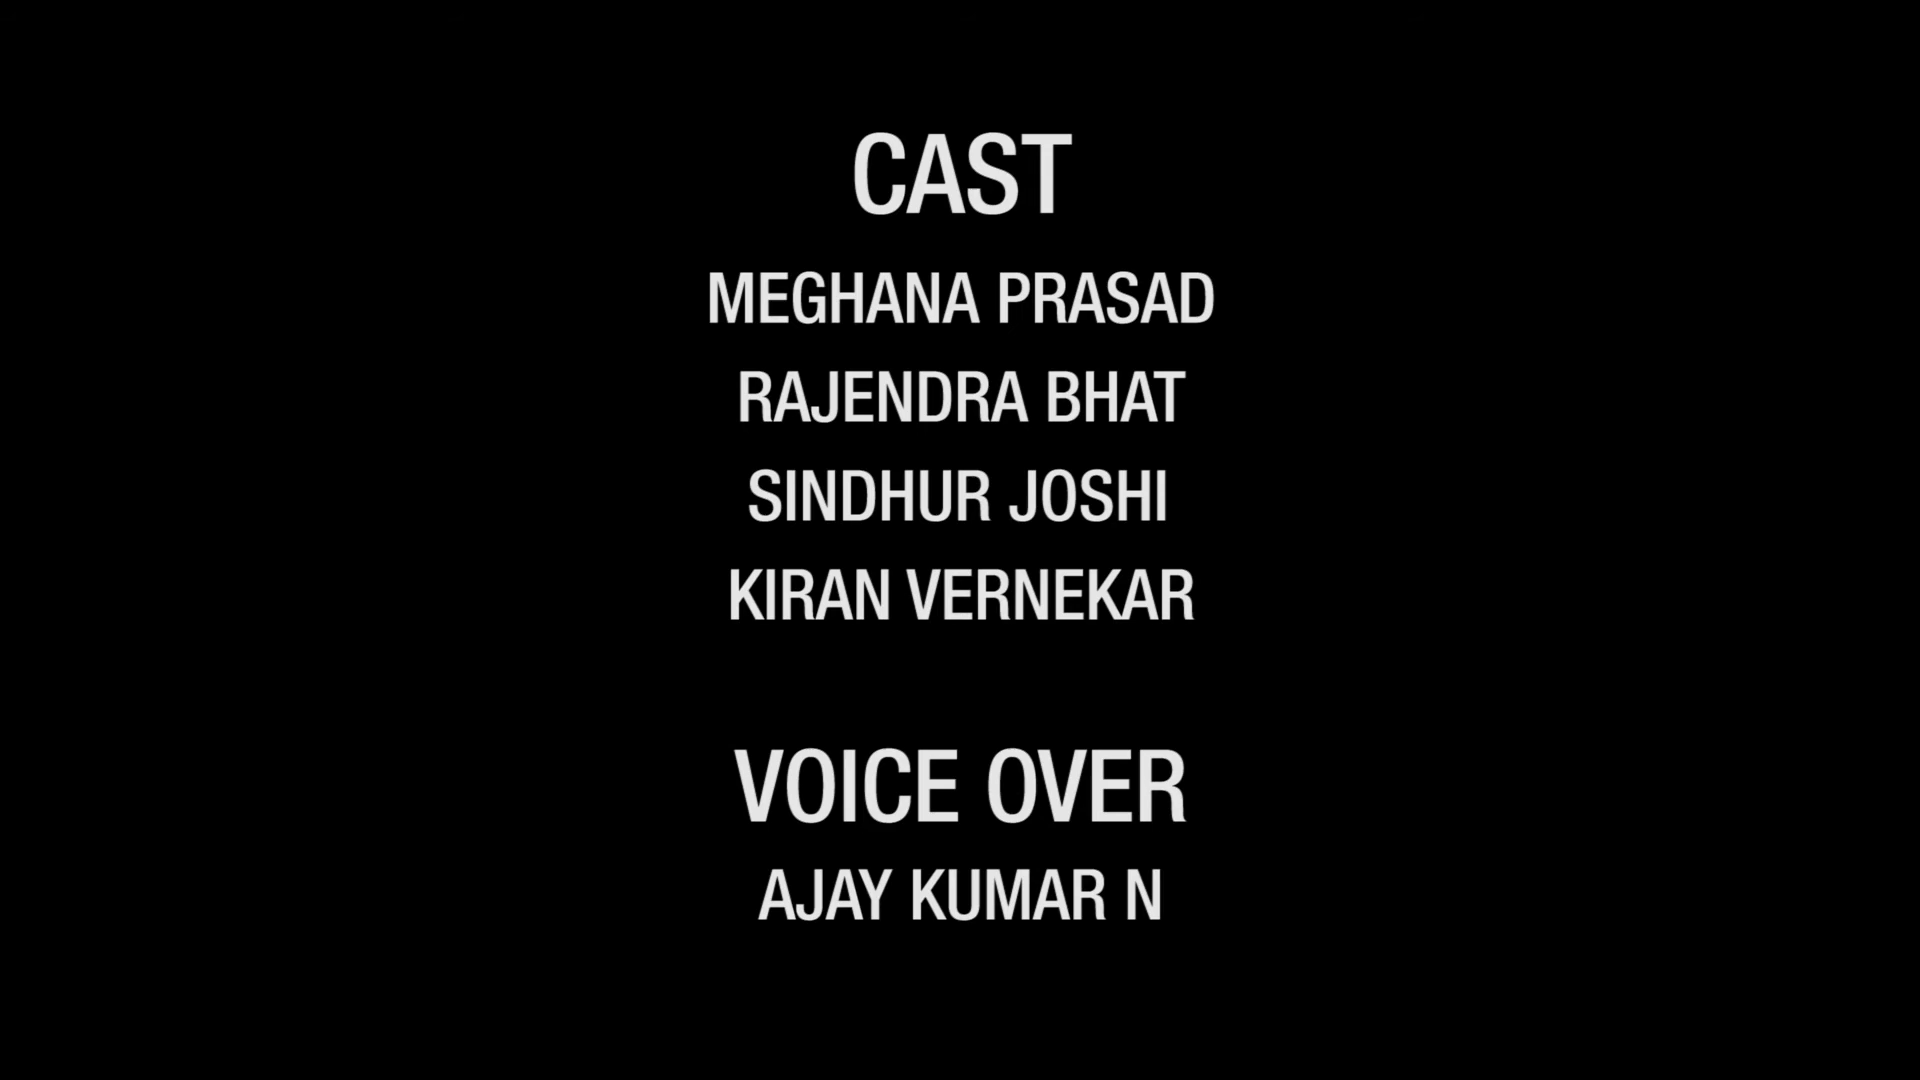 CAST
MEGHANA PRASAD
RAJENDRA BHAT
SINDHUR JOSHI
KIRAN VERNEKAR
VOICE OVER
AJAY KUMAR N